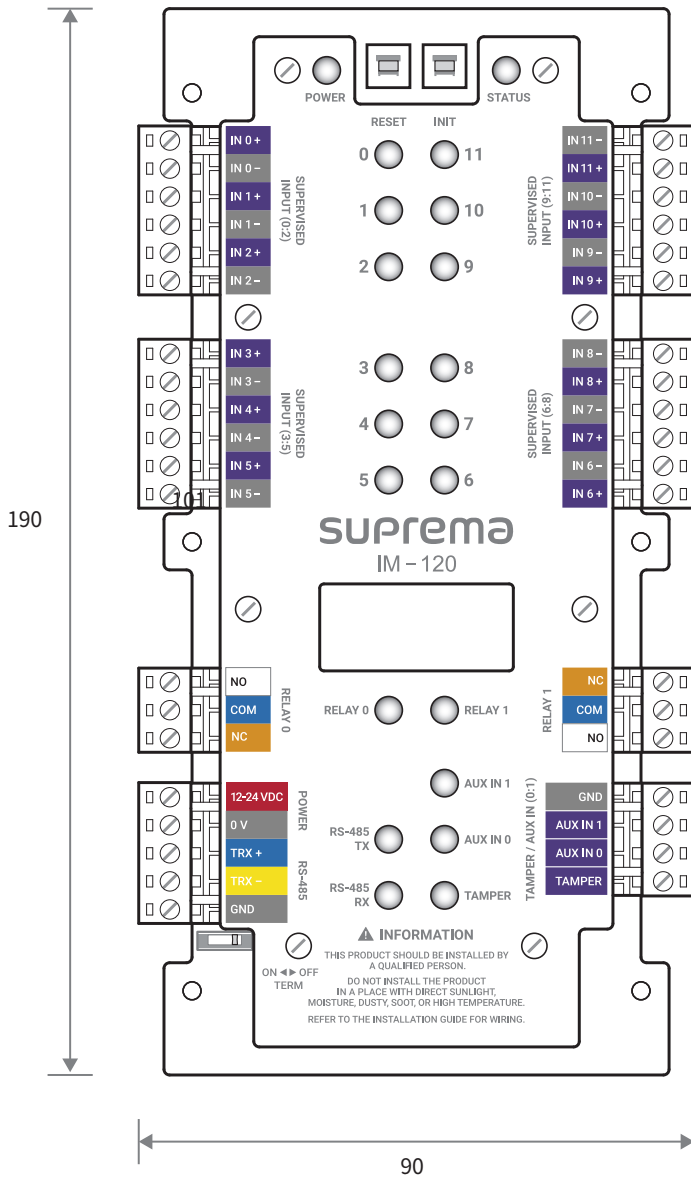 POWER
STATUS
RESET
INIT
IN 0 +
IN 0 –
IN 1 +
IN 1 –
IN 2 +
IN 2 –
SUPERVISED
INPUT (0:2)
0
11
1
10
2
9
IN 11 –
IN 11 +
IN 10 –
IN 10 +
IN 9 –
IN 9 +
SUPERVISED
INPUT (9:11)
IN 3 +
IN 3 –
IN 4 +
IN 4 –
IN 5 +
IN 5 –
SUPERVISED
INPUT (3:5)
3
8
4
7
5
6
IN 8 –
IN 8 +
IN 7 –
IN 7 +
IN 6 –
IN 6 +
SUPERVISED
INPUT (6:8)
101
190
suprema
IM – 120
NO
COM
NC
RELAY 0
RELAY 0
RELAY 1
RELAY 1
NC
COM
NO
12-24 VDC
0 V
TRX +
TRX –
GND
POWER
RS-485
AUX IN 1
RS-485
TX
AUX IN 0
RS-485
RX
TAMPER
TAMPER / AUX IN (0:1)
GND
AUX IN 1
AUX IN 0
TAMPER
ON ◄► OFF
TERM
INFORMATION
THIS PRODUCT SHOULD BE INSTALLED BY
A QUALIFIED PERSON.
DO NOT INSTALL THE PRODUCT
IN A PLACE WITH DIRECT SUNLIGHT,
MOISTURE, DUSTY, SOOT, OR HIGH TEMPERATURE.
REFER TO THE INSTALLATION GUIDE FOR WIRING.
90